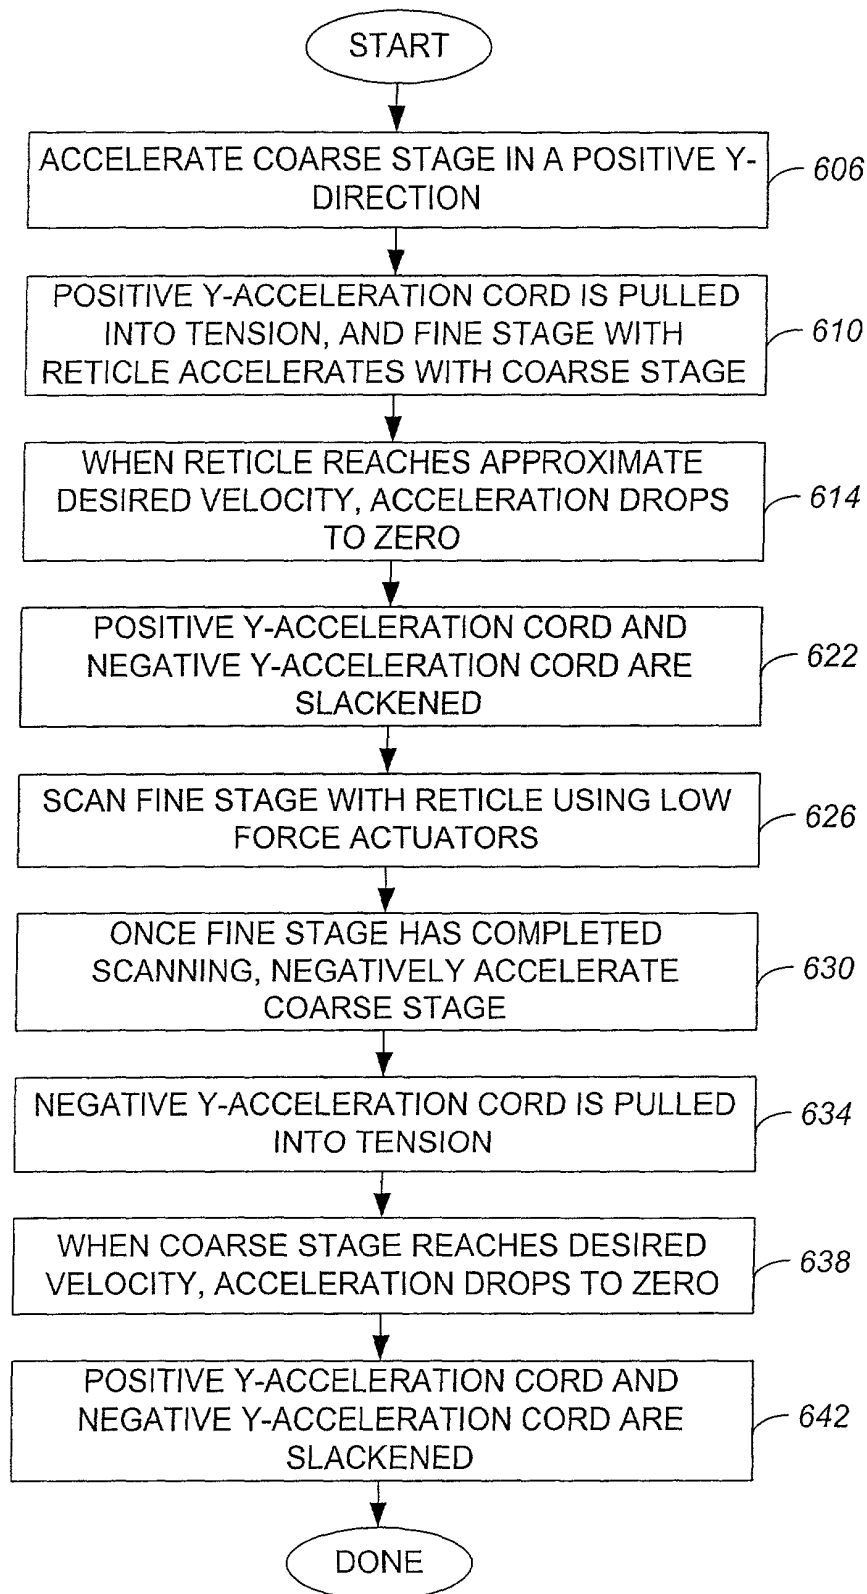 START
ACCELERATE COARSE STAGE IN A POSITIVE Y-
DIRECTION
606
POSITIVE Y-ACCELERATION CORD IS PULLED
INTO TENSION, AND FINE STAGE WITH
RETICLE ACCELERATES WITH COARSE STAGE
610
WHEN RETICLE REACHES APPROXIMATE
DESIRED VELOCITY, ACCELERATION DROPS
TO ZERO
614
POSITIVE Y-ACCELERATION CORD AND
NEGATIVE Y-ACCELERATION CORD ARE
SLACKENED
622
SCAN FINE STAGE WITH RETICLE USING LOW
FORCE ACTUATORS
626
ONCE FINE STAGE HAS COMPLETED
SCANNING, NEGATIVELY ACCELERATE
COARSE STAGE
630
NEGATIVE Y-ACCELERATION CORD IS PULLED
INTO TENSION
634
WHEN COARSE STAGE REACHES DESIRED
VELOCITY, ACCELERATION DROPS TO ZERO
638
POSITIVE Y-ACCELERATION CORD AND
NEGATIVE Y-ACCELERATION CORD ARE
SLACKENED
642
DONE